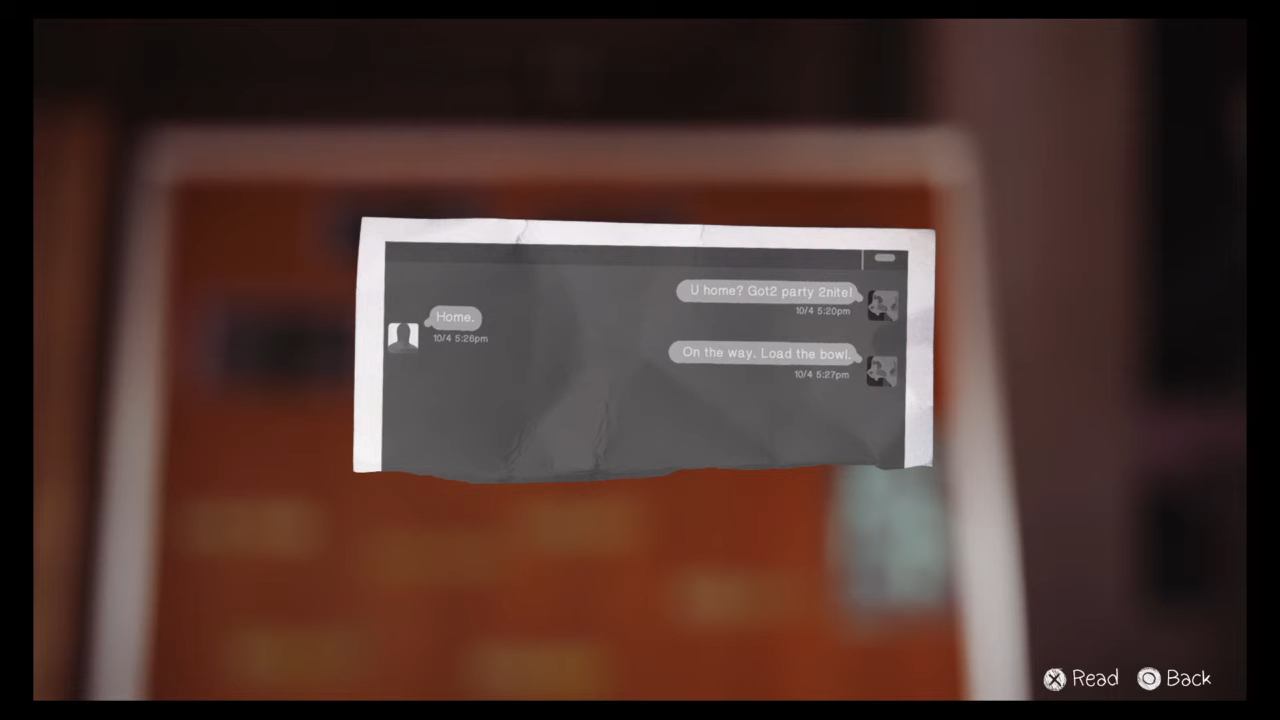 U home? Got2 party 2nite!
10/4 5:20pm
Home.
10/4 5:26pm
On the way. Load the bowl.
10/4 5:27pm
Read
Back